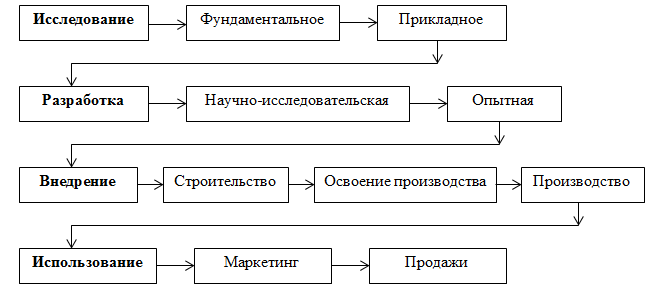 Исследование
Фундаментальное
Прикладное
Разработка
Научно-исследовательская
Опытная
Внедрение
Строительство
Освоение производства
Производство
Использование
Маркетинг
Продажи